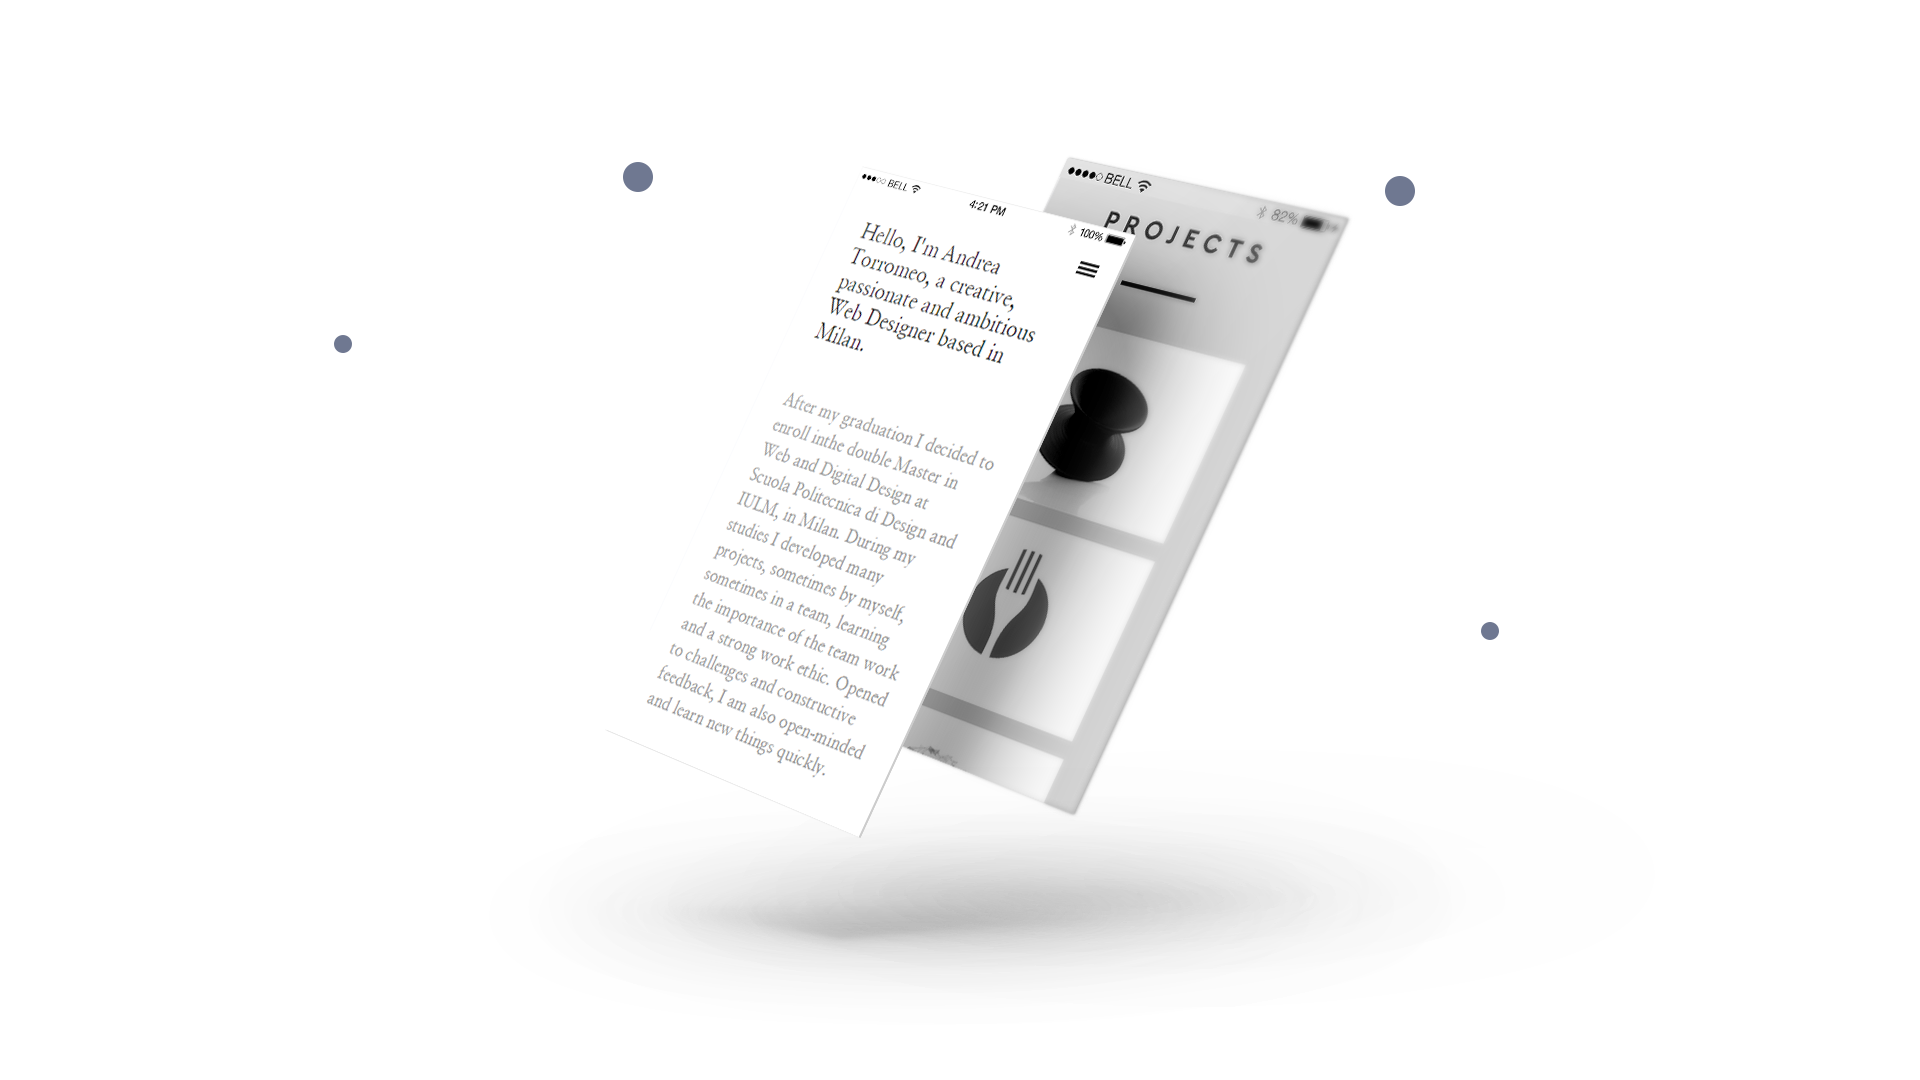 BELL
4:21 PM
100%
Hello, I'm Andrea
Torromeo, a creative,
passionate and ambitious
Web Designer based in
Milan.
After my graduation I decided to
enroll inthe double Master in
Web and Digital Design at
Scuola Politecnica di Design and
IULM, in Milan. During my
studies I developed many
projects, sometimes by myself,
sometimes in a team, learning
the importance of the team work
and a strong work ethic. Opened
to challenges and constructive
feedback, I am also open-minded
and learn new things quickly.
BELL
82%
PROJECTS